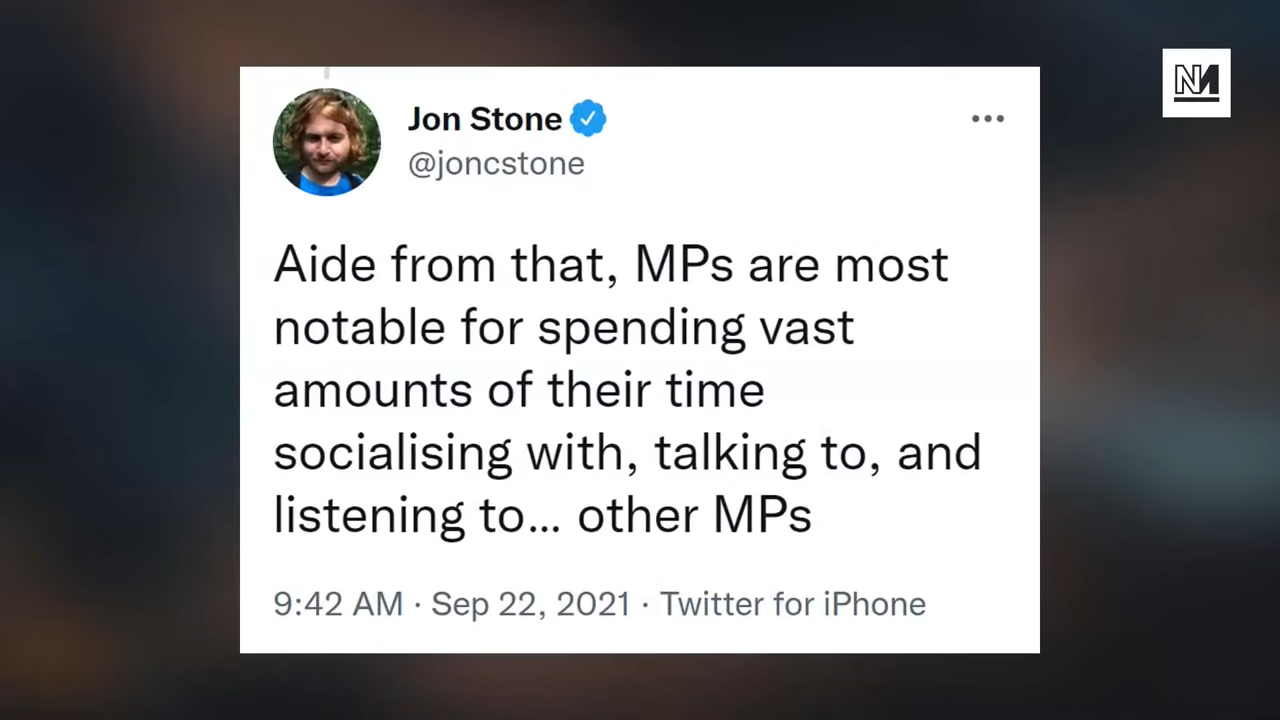 NM
Jon Stone
@joncstone
Aide from that, MPs are most
notable for spending vast
amounts of their time
socialising with, talking to, and
listening to... other MPs
9:42 AM · Sep 22, 2021 · Twitter for iPhone